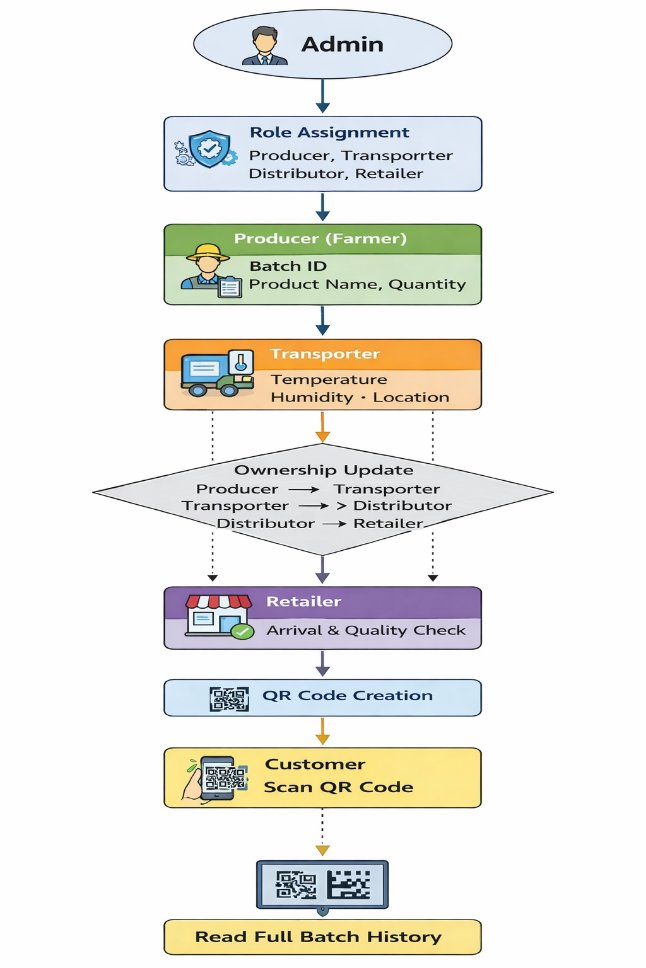 Admin
Role Assignment
Producer, Transporrter
Distributor, Retailer
Producer (Farmer)
Batch ID
Product Name, Quantity
Transporter
Temperature
Humidity · Location
Ownership Update
Producer → Transporter
Transporter → > Distributor
Distributor → Retailer
Retailer
Arrival & Quality Check
QR Code Creation
Customer
Scan QR Code
Read Full Batch History